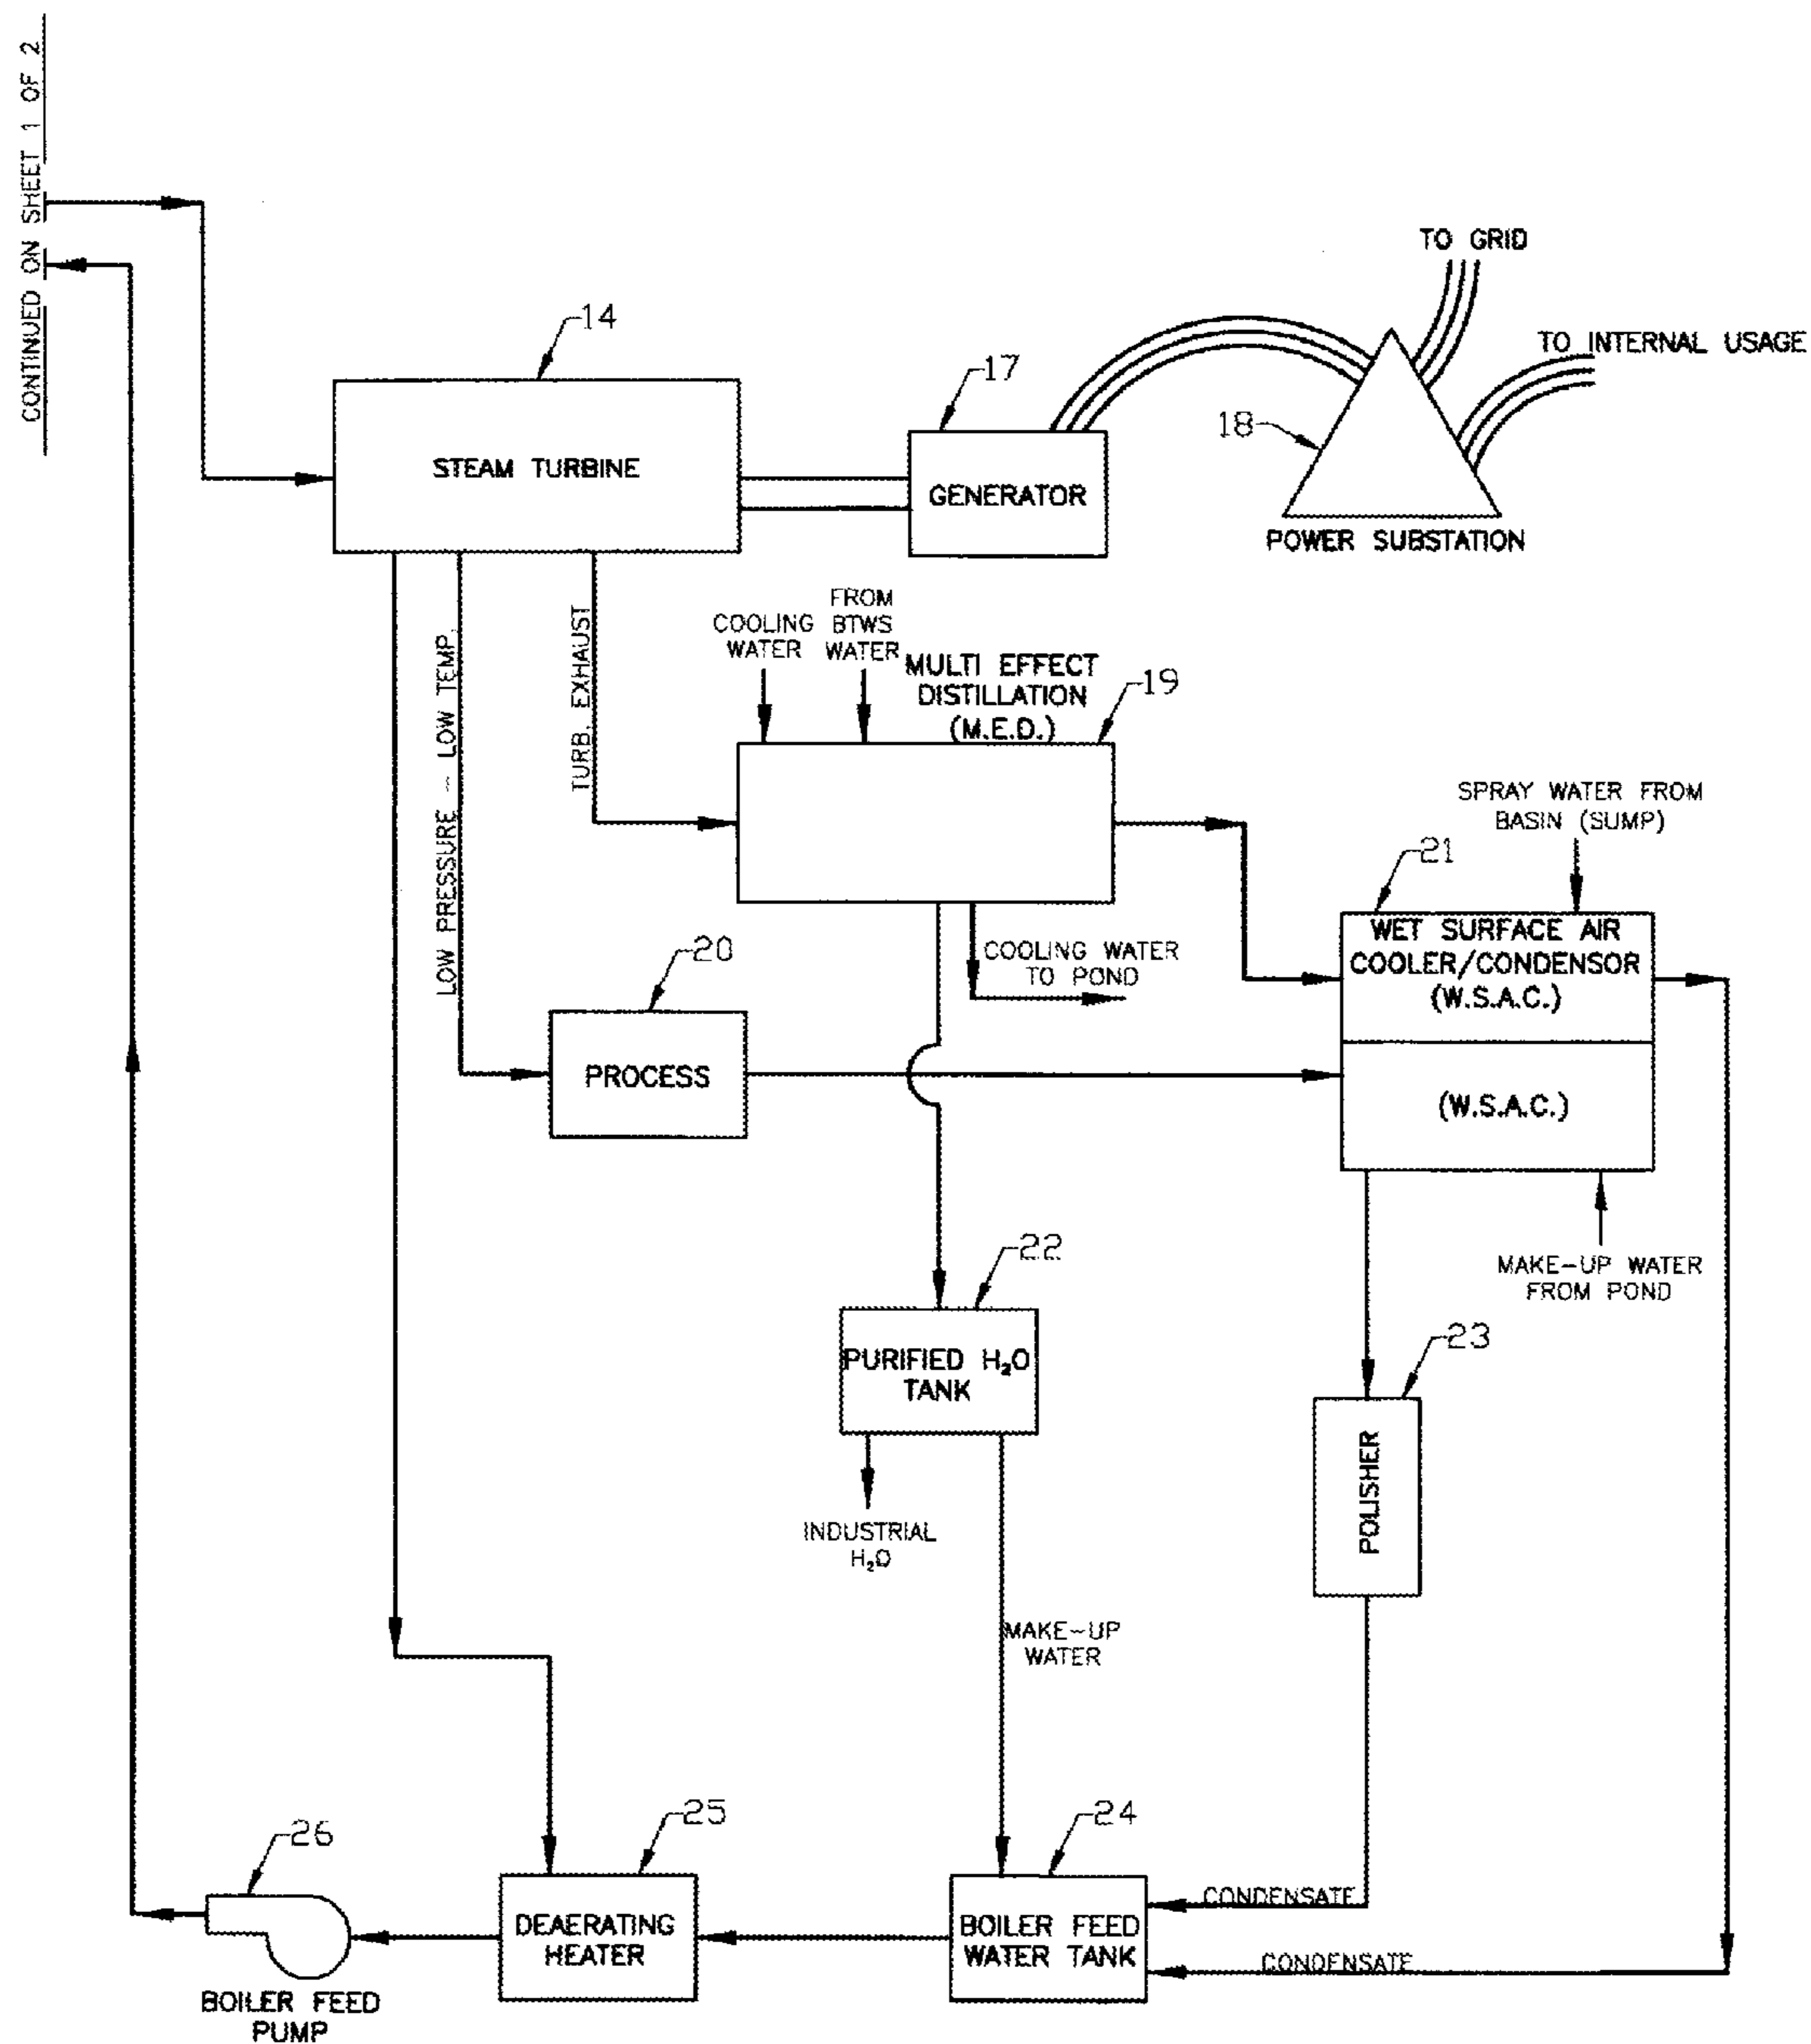 CONTINUED ON SHEET 1 OF 2
TO GRID
14
TO INTERNAL USAGE
17
18
STEAM TURBINE
GENERATOR
POWER SUBSTATION
LOW PRESSURE - LOW TEMP.
TURB. EXHAUST
COOLING
WATER
FROM
BTWS
WATER
MULTI EFFECT
DISTILLATION
(M.E.D.)
19
SPRAY WATER FROM
BASIN (SUMP)
21
WET SURFACE AIR
COOLER/CONDENSOR
(W.S.A.C.)
COOLING WATER
TO POND
20
PROCESS
(W.S.A.C.)
22
MAKE-UP WATER
FROM POND
PURIFIED H₂O
TANK
23
POLISHER
INDUSTRIAL
H₂O
MAKE-UP
WATER
26
25
24
CONDENSATE
DEAERATING
HEATER
BOILER FEED
WATER TANK
CONDENSATE
BOILER FEED
PUMP